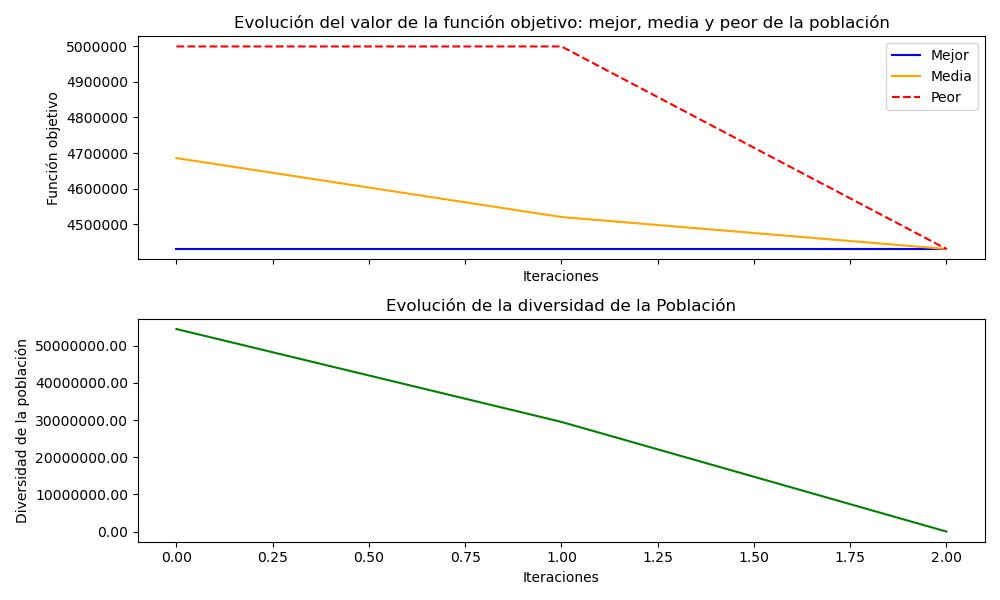 Evolución del valor de la función objetivo: mejor, media y peor de la población
Función objetivo
5000000
4900000
4800000
4700000
4600000
4500000
Mejor
Media
Peor
Iteraciones
Evolución de la diversidad de la Población
Diversidad de la población
50000000.00
40000000.00
30000000.00
20000000.00
10000000.00
0.00
0.00 0.25 0.50 0.75 1.00 1.25 1.50 1.75 2.00
Iteraciones